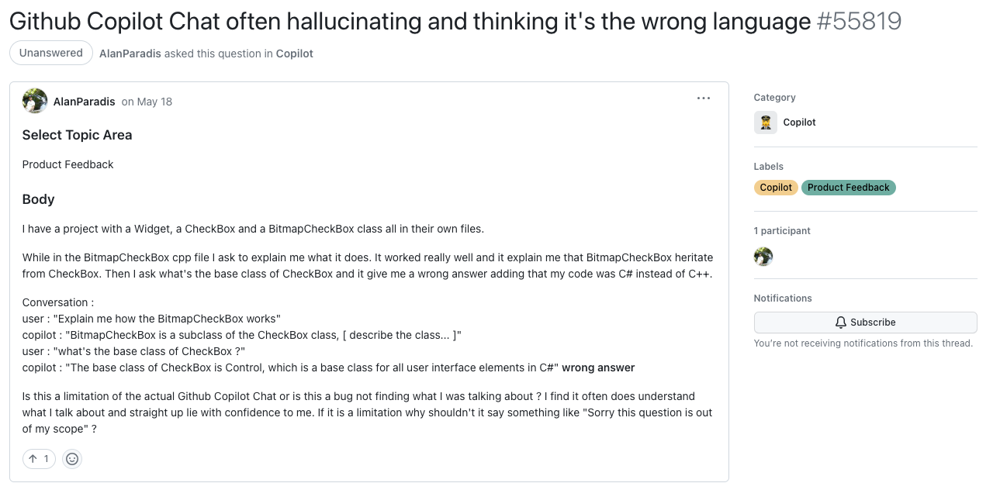 Github Copilot Chat often hallucinating and thinking it's the wrong language #55819
Unanswered AlanParadis asked this question in Copilot
AlanParadis on May 18
Select Topic Area
Product Feedback
Body
I have a project with a Widget, a CheckBox and a BitmapCheckBox class all in their own files.
While in the BitmapCheckBox cpp file I ask to explain me what it does. It worked really well and it explain me that BitmapCheckBox heritate
from CheckBox. Then I ask what's the base class of CheckBox and it give me a wrong answer adding that my code was C# instead of C++.
Conversation :
user : "Explain me how the BitmapCheckBox works"
copilot : "BitmapCheckBox is a subclass of the CheckBox class, [ describe the class... ]"
user : "what's the base class of CheckBox ?"
copilot : "The base class of CheckBox is Control, which is a base class for all user interface elements in C#" wrong answer
Is this a limitation of the actual Github Copilot Chat or is this a bug not finding what I was talking about ? I find it often does understand
what I talk about and straight up lie with confidence to me. If it is a limitation why shouldn't it say something like "Sorry this question is out
of my scope" ?
1
Category
Copilot
Labels
Copilot Product Feedback
1 participant
Notifications
Subscribe
You're not receiving notifications from this thread.